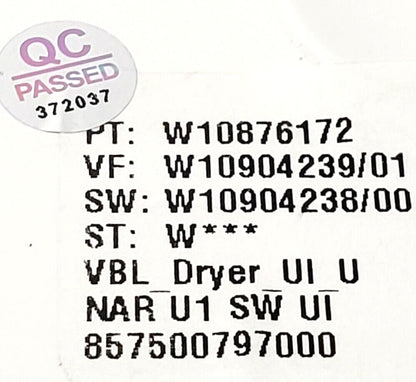 QC
PASSED
372037
PT: W10876172
VF: W10904239/01
SW: W10904238/00
ST: W***
VBL_Dryer_UI_U
NAR U1 SW UI
857500797000